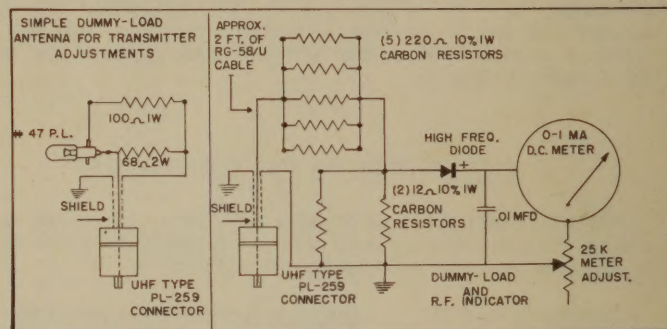 SIMPLE DUMMY-LOAD
ANTENNA FOR TRANSMITTER
ADJUSTMENTS
100Ω 1W
# 47 P.L.
68Ω 2W
SHIELD
UHF TYPE
PL-259
CONNECTOR
APPROX.
2 FT. OF
RG-58/U
CABLE
(5) 220Ω 10% 1W
CARBON RESISTORS
HIGH FREQ.
DIODE
+
0-1 MA
D.C. METER
(2) 12Ω 10% 1W
CARBON
RESISTORS
.01 MFD
SHIELD
25 K
METER
ADJUST.
UHF TYPE
PL-259
CONNECTOR
DUMMY-LOAD
AND
R.F. INDICATOR